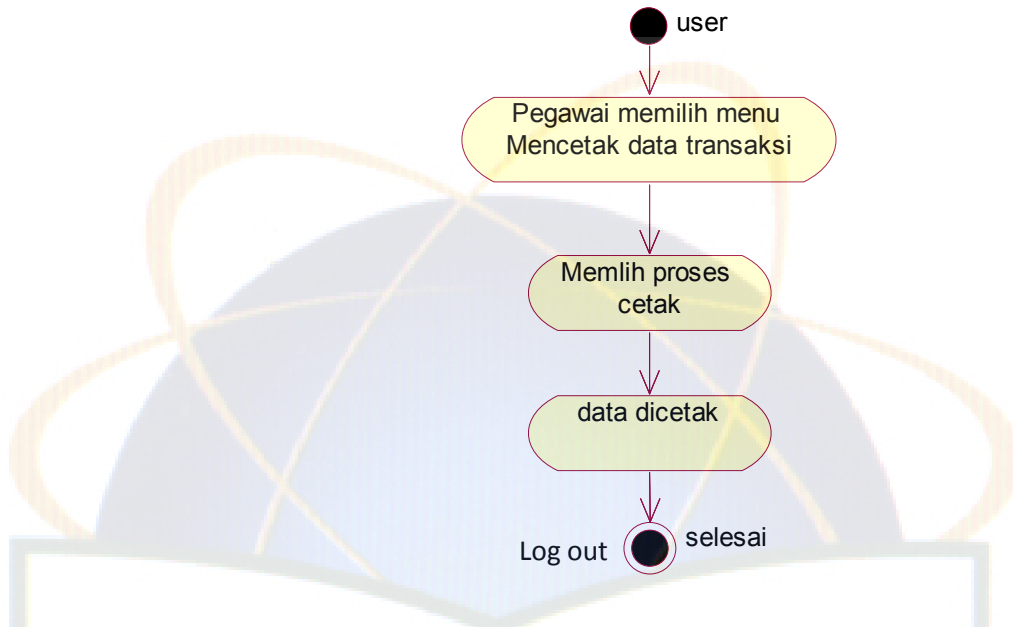 user
Pegawai memilih menu
Mencetak data transaksi
Memlih proses
cetak
data dicetak
Log out
selesai